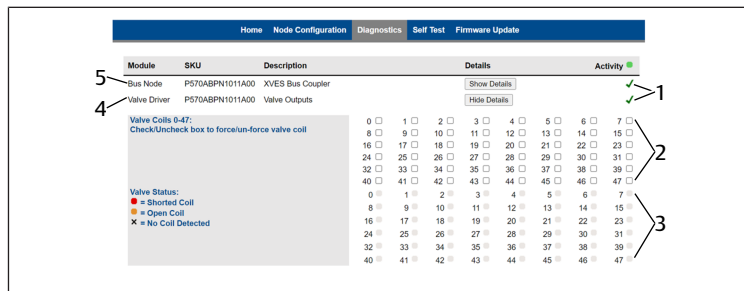 Home Node Configuration Diagnostics Self Test Firmware Update
Module SKU Description Details Activity
5 Bus Node P570ABPN1011A00 XVES Bus Coupler Show Details
1
4 Valve Driver P570ABPN1011A00 Valve Outputs Hide Details
Valve Coils 0-47:
Check/Uncheck box to force/un-force valve coil
0 1 2 3 4 5 6 7
8 9 10 11 12 13 14 15
16 17 18 19 20 21 22 23
2
24 25 26 27 28 29 30 31
32 33 34 35 36 37 38 39
40 41 42 43 44 45 46 47
Valve Status:
= Shorted Coil
= Open Coil
X = No Coil Detected
0 1 2 3 4 5 6 7
8 9 10 11 12 13 14 15
16 17 18 19 20 21 22 23
3
24 25 26 27 28 29 30 31
32 33 34 35 36 37 38 39
40 41 42 43 44 45 46 47